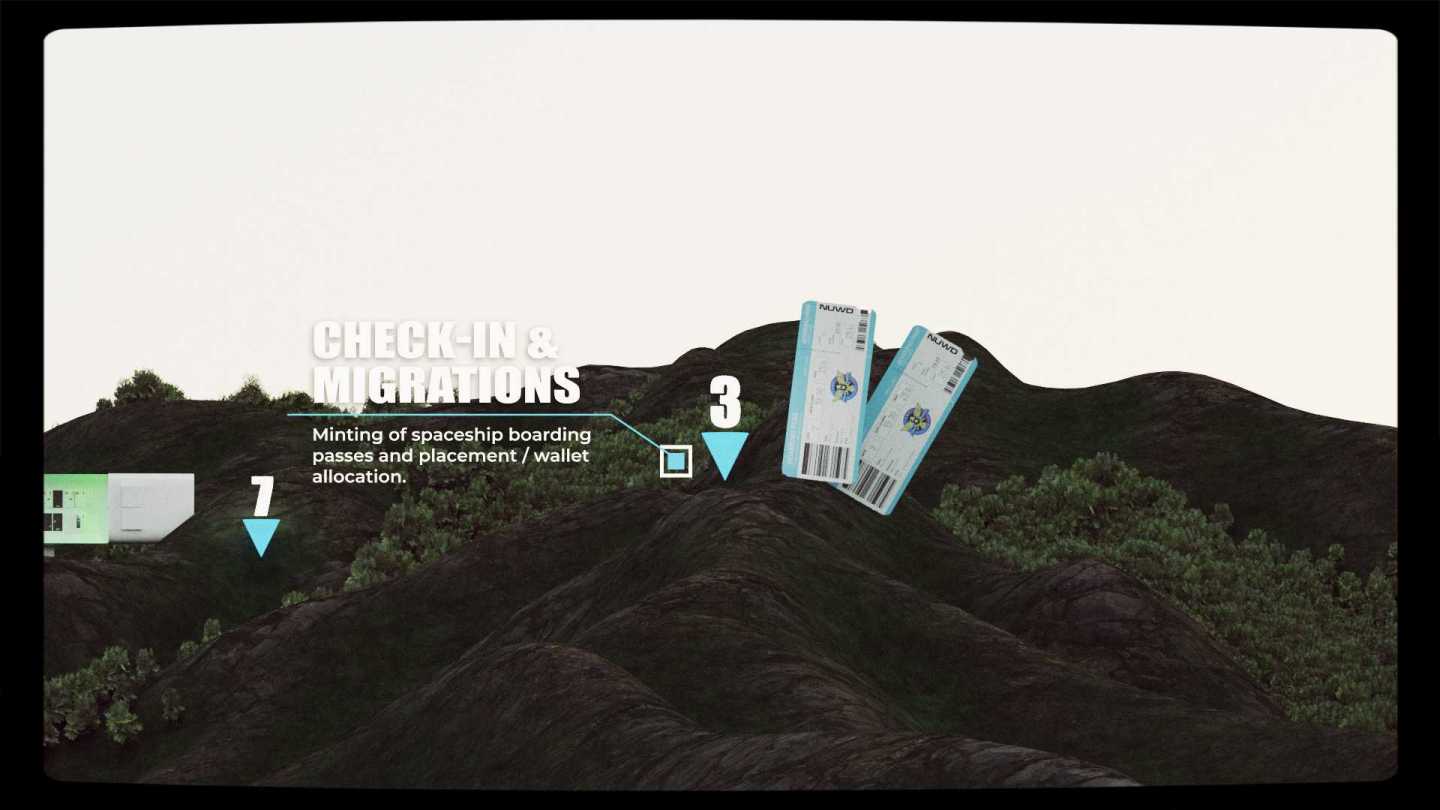 CHECK-IN &
MIGRATIONS
Minting of spaceship boarding
passes and placement / wallet
allocation.
3
7
NUWD
NUWD